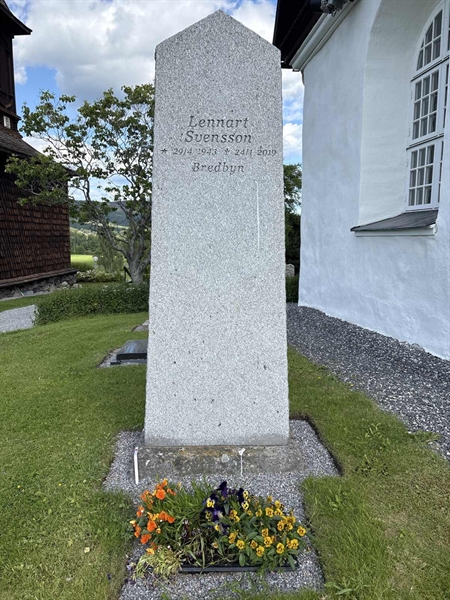 Lennart
Svensson
* 29/4 1943 † 24/1 2019
Bredbyn